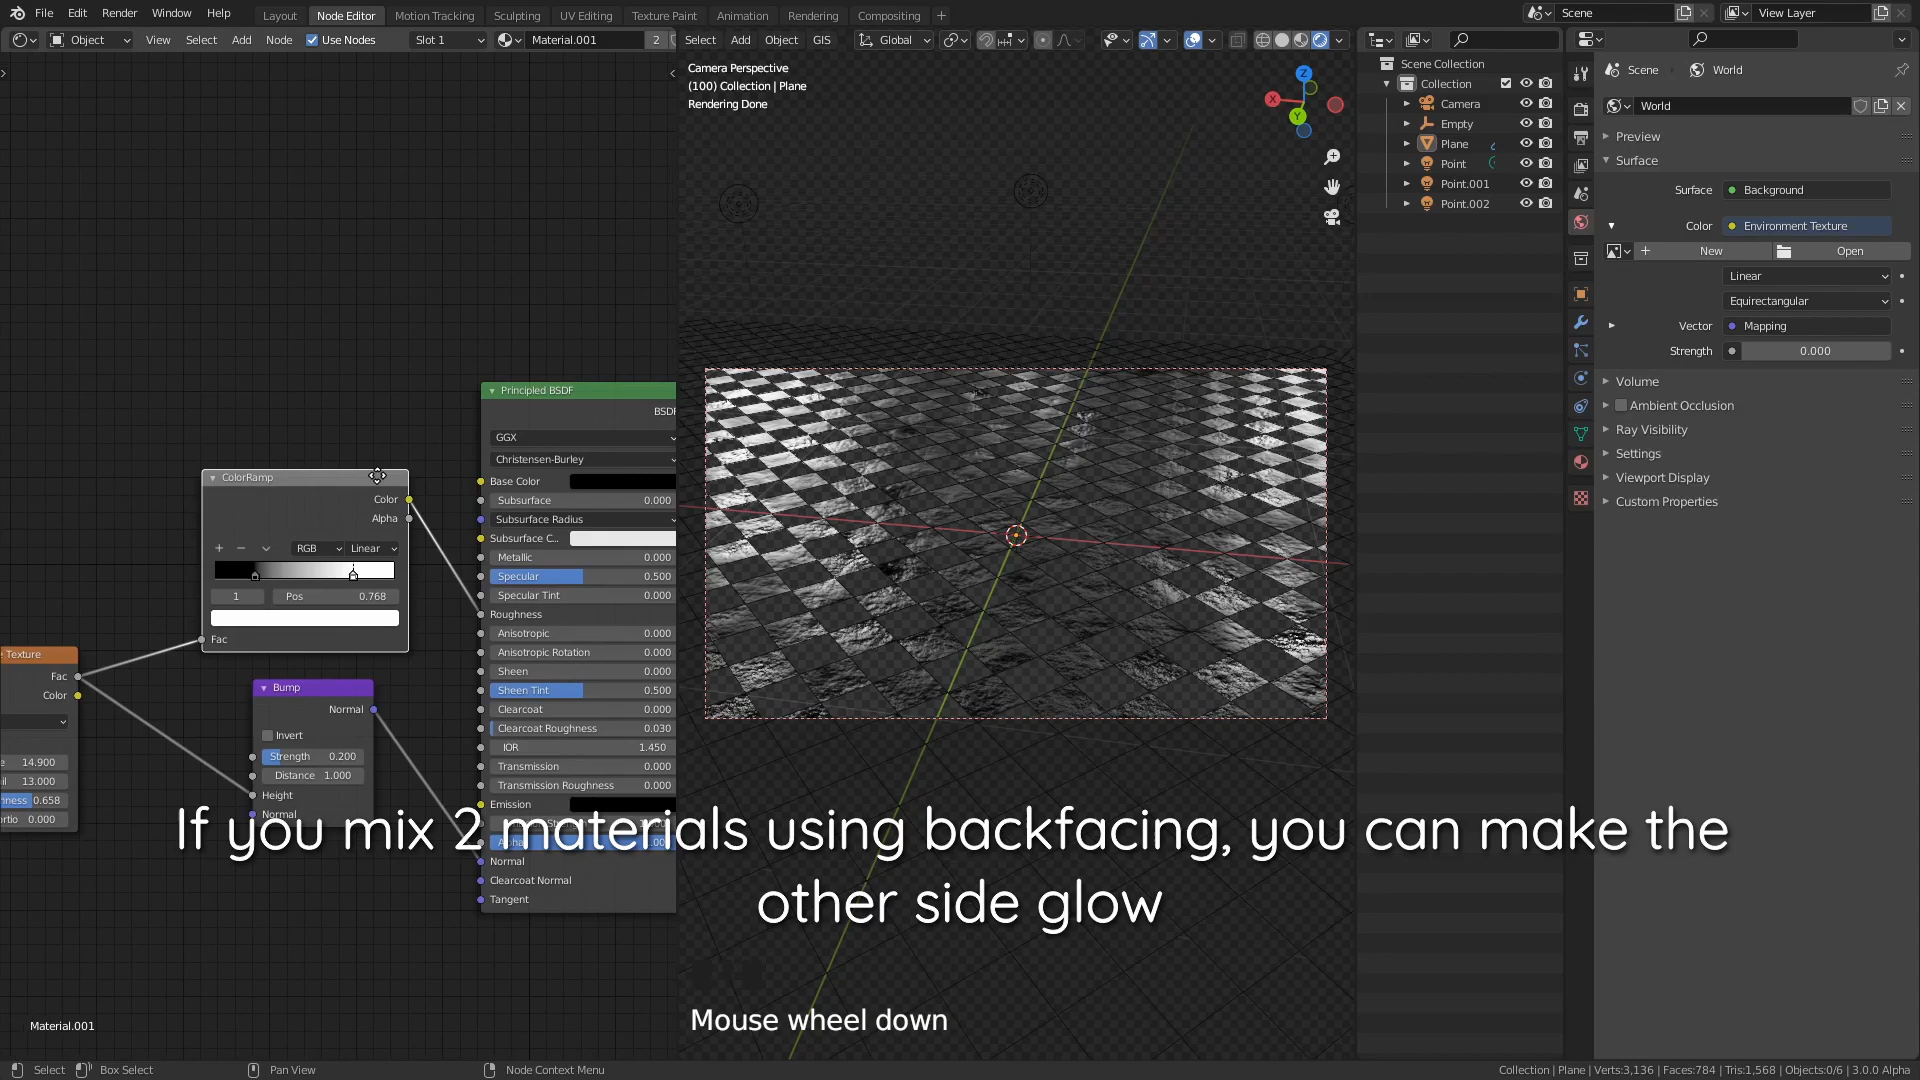 File Edit Render Window Help Layout Node Editor Motion Tracking Sculpting UV Editing Texture Paint Animation Rendering Compositing Scene View Layer
Object View Select Add Node Use Nodes Slot 1 Material.001 2 Select Add Object GIS Global
Camera Perspective
(100) Collection | Plane
Rendering Done
Z
X
Y
Scene Collection
Collection
Camera
Empty
Plane
Point
Point.001
Point.002
Scene World
World
Preview
Surface
Surface Background
Color Environment Texture
New Open
Linear
Equirectangular
Vector Mapping
Strength 0.000
Volume
Ambient Occlusion
Ray Visibility
Settings
Viewport Display
Custom Properties
ColorRamp
Color
Alpha
RGB Linear
1 Pos 0.768
Fac
Texture
Fac
Color
14.900
13.000
0.658
0.000
Bump
Normal
Invert
Strength 0.200
Distance 1.000
Height
Normal
Principled BSDF
BSDF
GGX
Christensen-Burley
Base Color
Subsurface 0.000
Subsurface Radius
Subsurface C...
Metallic 0.000
Specular 0.500
Specular Tint 0.000
Roughness
Anisotropic 0.000
Anisotropic Rotation 0.000
Sheen 0.000
Sheen Tint 0.500
Clearcoat 0.000
Clearcoat Roughness 0.030
IOR 1.450
Transmission 0.000
Transmission Roughness 0.000
Emission
Normal
Clearcoat Normal
Tangent
If you mix 2 materials using backfacing, you can make the
other side glow
Mouse wheel down
Material.001
Select Box Select Pan View Node Context Menu Collection | Plane | Verts:3,136 | Faces:784 | Tris:1,568 | Objects:0/6 | 3.0.0 Alpha